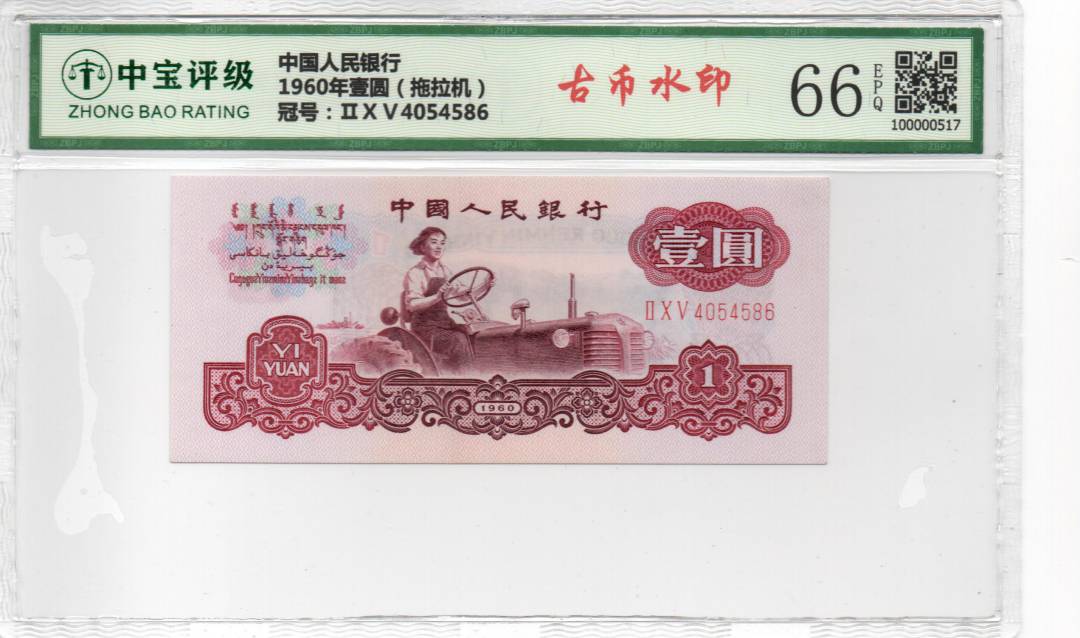 中宝评级
ZHONG BAO RATING
中国人民银行
1960年壹圆（拖拉机）
冠号：ⅡⅩⅤ4054586
古币水印
66
EPQ
100000517
中國人民銀行
壹圓
ⅡⅩⅤ4054586
YI
YUAN
1960
1